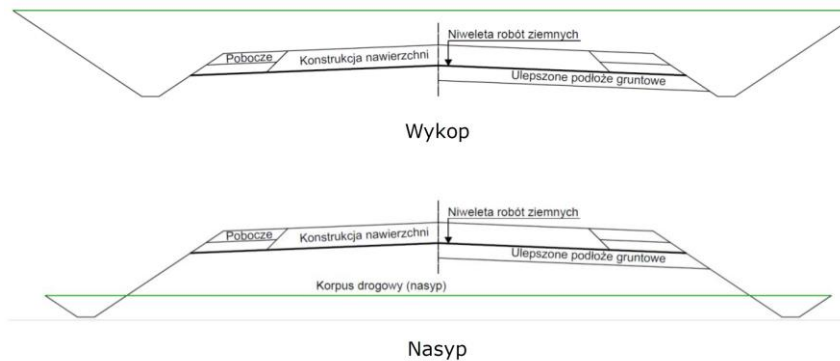 Niweleta robót ziemnych
Pobocze
Konstrukcja nawierzchni
Ulepszone podłoże gruntowe
Wykop
Niweleta robót ziemnych
Pobocze
Konstrukcja nawierzchni
Ulepszone podłoże gruntowe
Korpus drogowy (nasyp)
Nasyp